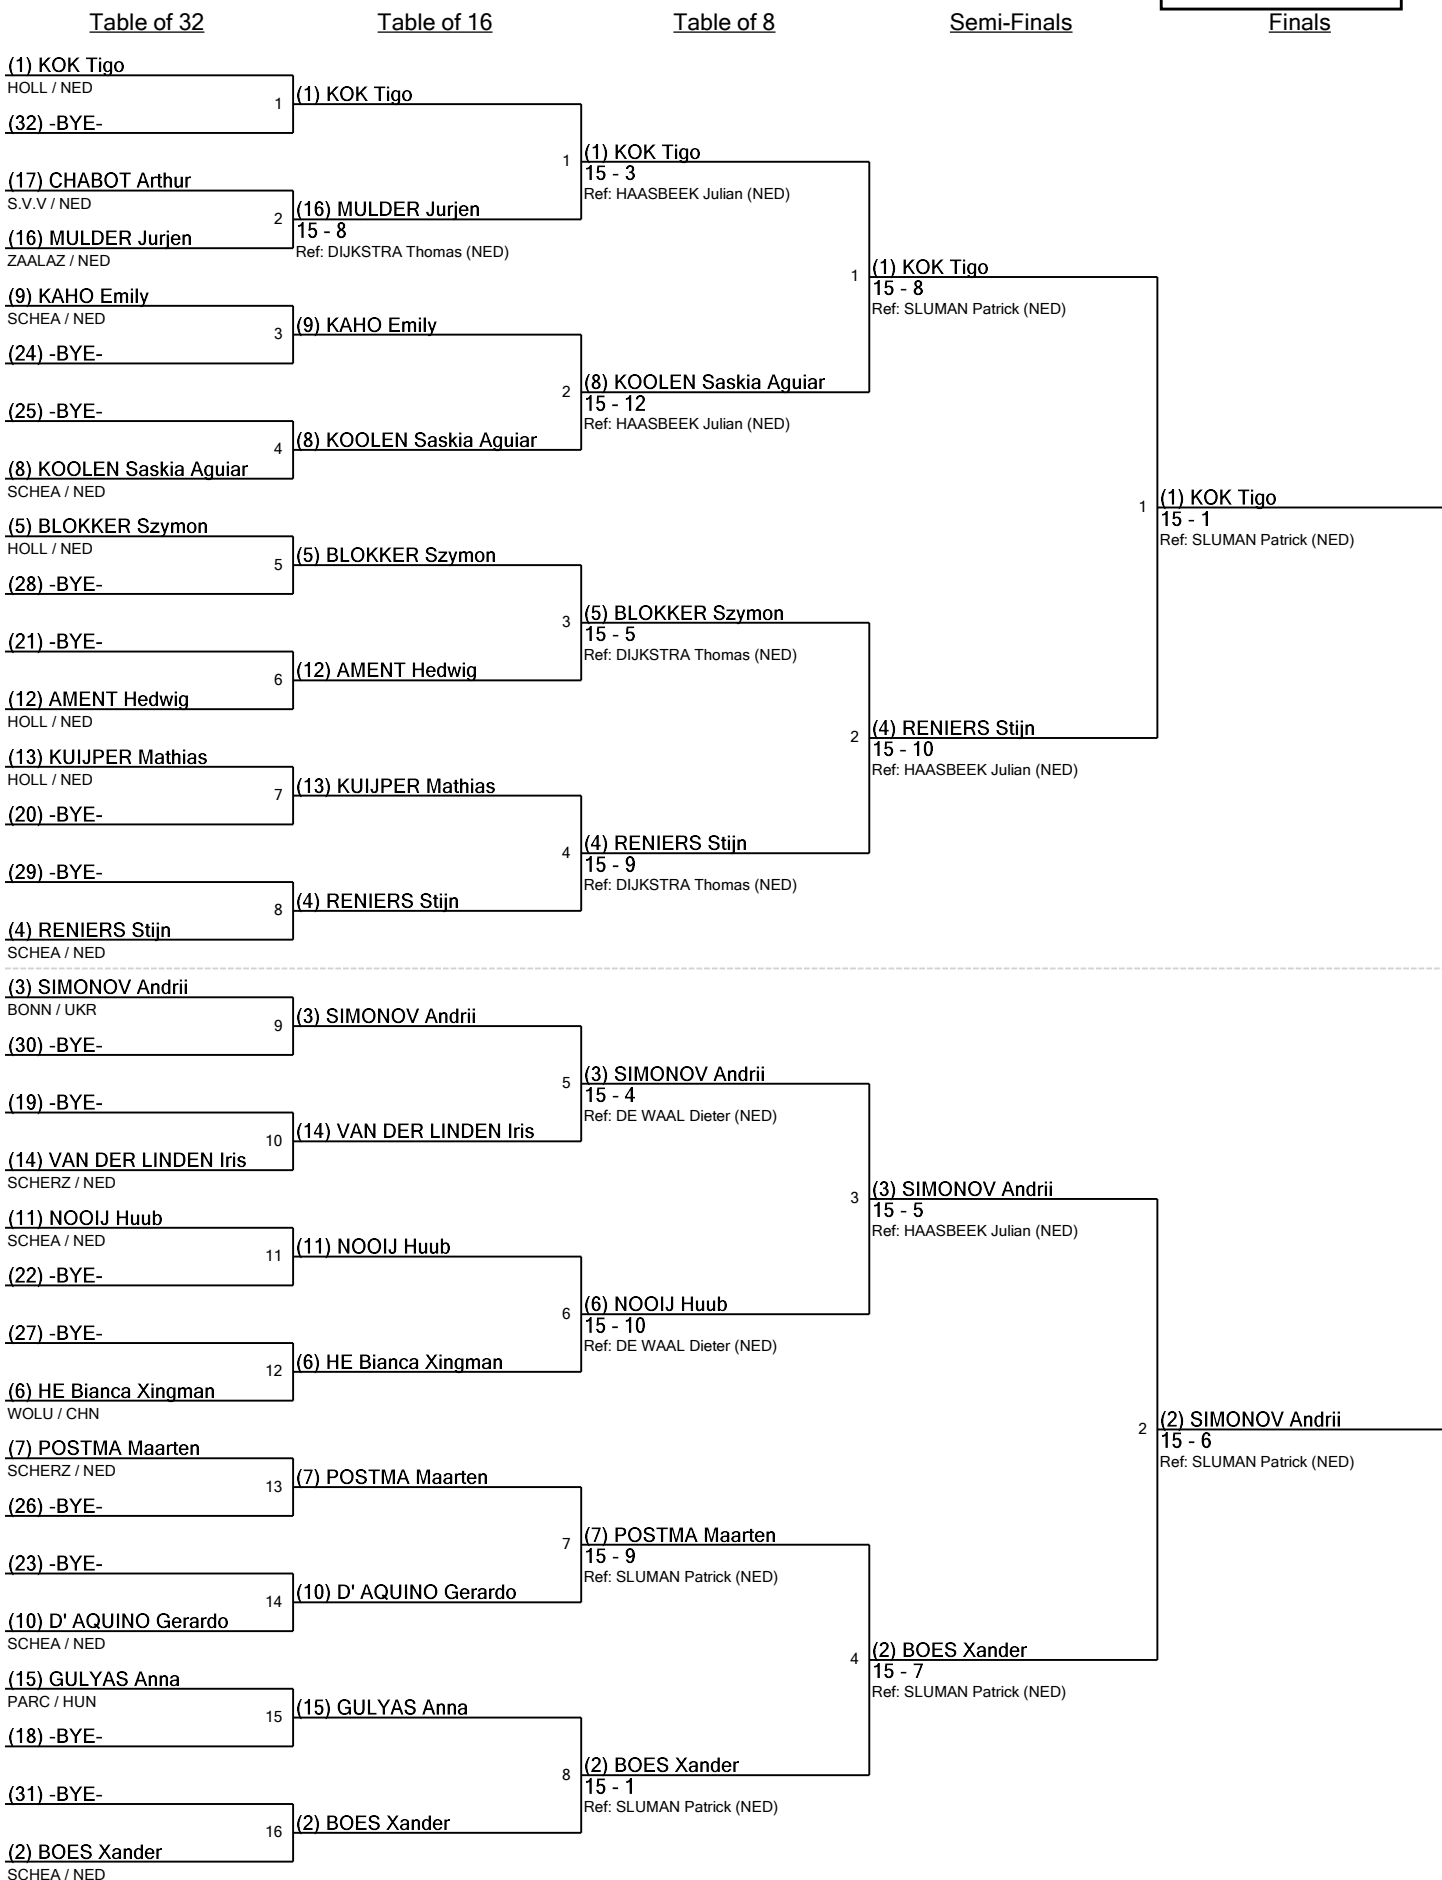 Table of 32
Table of 16
Table of 8
Semi-Finals
Finals
(1) KOK Tigo
HOLL / NED
(32) -BYE-
(17) CHABOT Arthur
S.V.V / NED
(16) MULDER Jurjen
ZAALAZ / NED
(9) KAHO Emily
SCHEA / NED
(24) -BYE-
(25) -BYE-
(8) KOOLEN Saskia Aguiar
SCHEA / NED
(5) BLOKKER Szymon
HOLL / NED
(28) -BYE-
(21) -BYE-
(12) AMENT Hedwig
HOLL / NED
(13) KUIJPER Mathias
HOLL / NED
(20) -BYE-
(29) -BYE-
(4) RENIERS Stijn
SCHEA / NED
(3) SIMONOV Andrii
BONN / UKR
(30) -BYE-
(19) -BYE-
(14) VAN DER LINDEN Iris
SCHERZ / NED
(11) NOOIJ Huub
SCHEA / NED
(22) -BYE-
(27) -BYE-
(6) HE Bianca Xingman
WOLU / CHN
(7) POSTMA Maarten
SCHERZ / NED
(26) -BYE-
(23) -BYE-
(10) D' AQUINO Gerardo
SCHEA / NED
(15) GULYAS Anna
PARC / HUN
(18) -BYE-
(31) -BYE-
(2) BOES Xander
SCHEA / NED
1 (1) KOK Tigo
2 (16) MULDER Jurjen
15 - 8
Ref: DIJKSTRA Thomas (NED)
3 (9) KAHO Emily
4 (8) KOOLEN Saskia Aguiar
5 (5) BLOKKER Szymon
6 (12) AMENT Hedwig
7 (13) KUIJPER Mathias
8 (4) RENIERS Stijn
9 (3) SIMONOV Andrii
10 (14) VAN DER LINDEN Iris
11 (11) NOOIJ Huub
12 (6) HE Bianca Xingman
13 (7) POSTMA Maarten
14 (10) D' AQUINO Gerardo
15 (15) GULYAS Anna
16 (2) BOES Xander
1 (1) KOK Tigo
15 - 3
Ref: HAASBEEK Julian (NED)
2 (8) KOOLEN Saskia Aguiar
15 - 12
Ref: HAASBEEK Julian (NED)
3 (5) BLOKKER Szymon
15 - 5
Ref: DIJKSTRA Thomas (NED)
4 (4) RENIERS Stijn
15 - 9
Ref: DIJKSTRA Thomas (NED)
5 (3) SIMONOV Andrii
15 - 4
Ref: DE WAAL Dieter (NED)
6 (6) NOOIJ Huub
15 - 10
Ref: DE WAAL Dieter (NED)
7 (7) POSTMA Maarten
15 - 9
Ref: SLUMAN Patrick (NED)
8 (2) BOES Xander
15 - 1
Ref: SLUMAN Patrick (NED)
1 (1) KOK Tigo
15 - 8
Ref: SLUMAN Patrick (NED)
2 (4) RENIERS Stijn
15 - 10
Ref: HAASBEEK Julian (NED)
3 (3) SIMONOV Andrii
15 - 5
Ref: HAASBEEK Julian (NED)
4 (2) BOES Xander
15 - 7
Ref: SLUMAN Patrick (NED)
1 (1) KOK Tigo
15 - 1
Ref: SLUMAN Patrick (NED)
2 (2) SIMONOV Andrii
15 - 6
Ref: SLUMAN Patrick (NED)